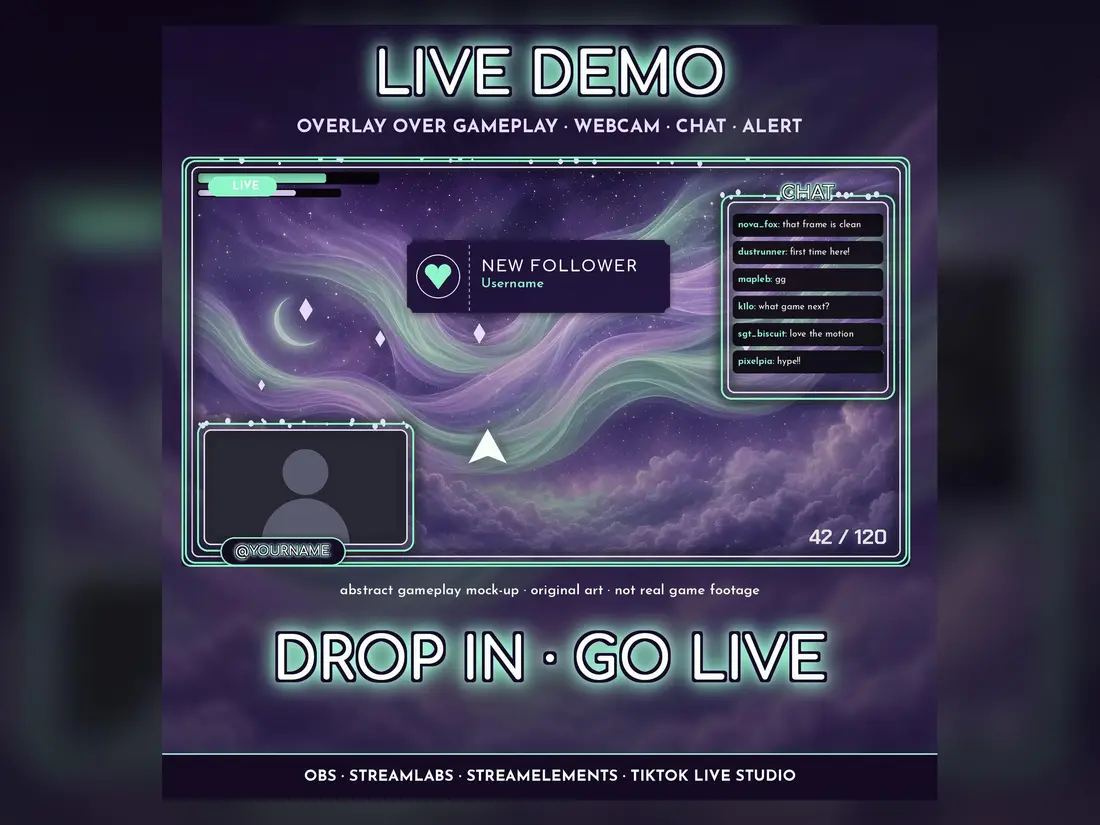 LIVE DEMO
OVERLAY OVER GAMEPLAY · WEBCAM · CHAT · ALERT
LIVE
CHAT
nova_fox: that frame is clean
dustrunner: first time here!
mapleb: gg
k1lo: what game next?
sgt_biscuit: love the motion
pixelpia: hype!!
NEW FOLLOWER
Username
@YOURNAME
42 / 120
abstract gameplay mock-up · original art · not real game footage
DROP IN · GO LIVE
OBS · STREAMLABS · STREAMELEMENTS · TIKTOK LIVE STUDIO